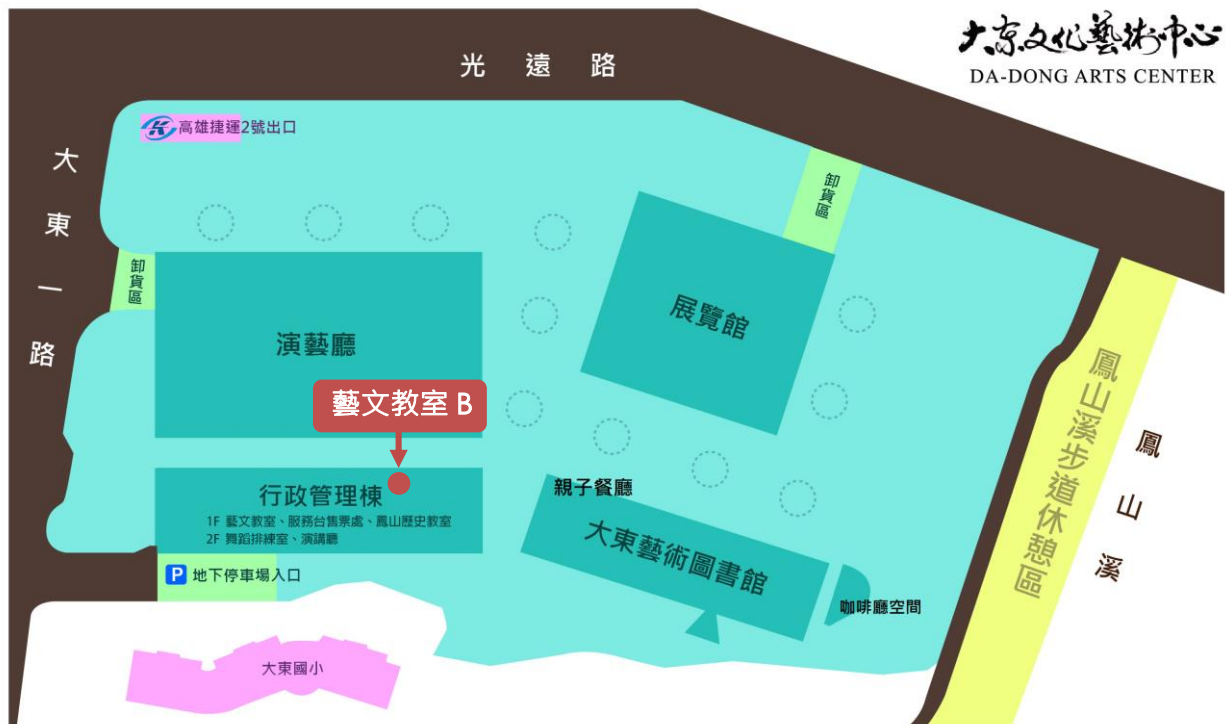 大東文化藝術中心
DA-DONG ARTS CENTER
光遠路
高雄捷運2號出口
大東一路
卸貨區
卸貨區
演藝廳
展覽館
藝文教室 B
行政管理棟
1F 藝文教室、服務台售票處、鳳山歷史教室
2F 舞蹈排練室、演講廳
P 地下停車場入口
親子餐廳
大東藝術圖書館
咖啡廳空間
鳳山溪步道休憩區
鳳山溪
大東國小